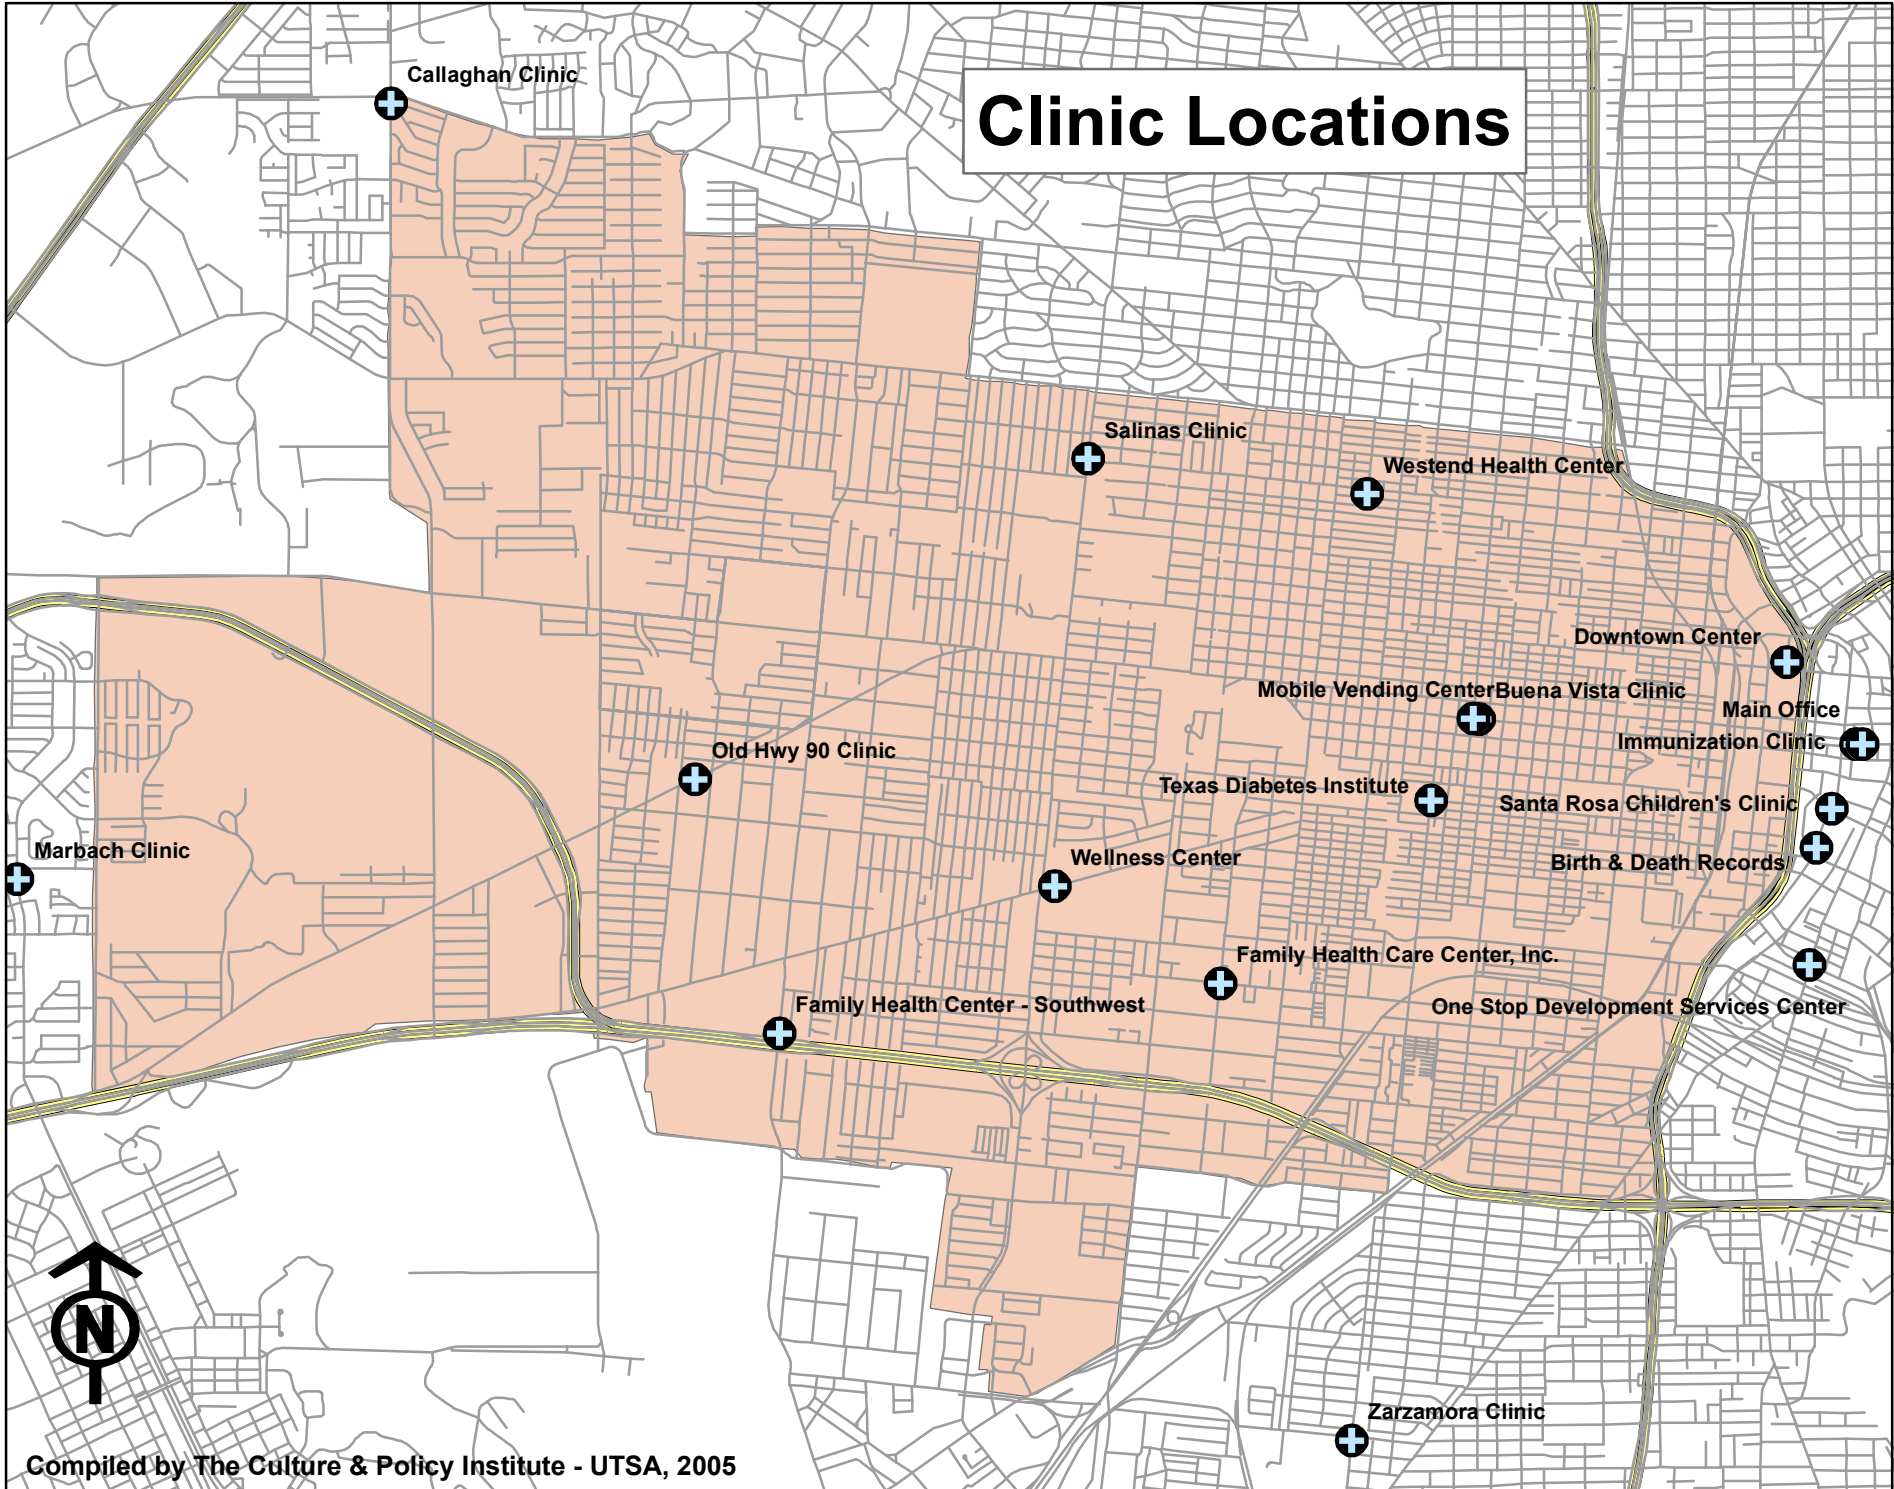 Callaghan Clinic
Clinic Locations
Salinas Clinic
Westend Health Center
Downtown Center
Mobile Vending Center
Buena Vista Clinic
Main Office
Immunization Clinic
Old Hwy 90 Clinic
Texas Diabetes Institute
Santa Rosa Children's Clinic
Marbach Clinic
Wellness Center
Birth & Death Records
Family Health Care Center, Inc.
Family Health Center - Southwest
One Stop Development Services Center
N
Zarzamora Clinic
Compiled by The Culture & Policy Institute - UTSA, 2005